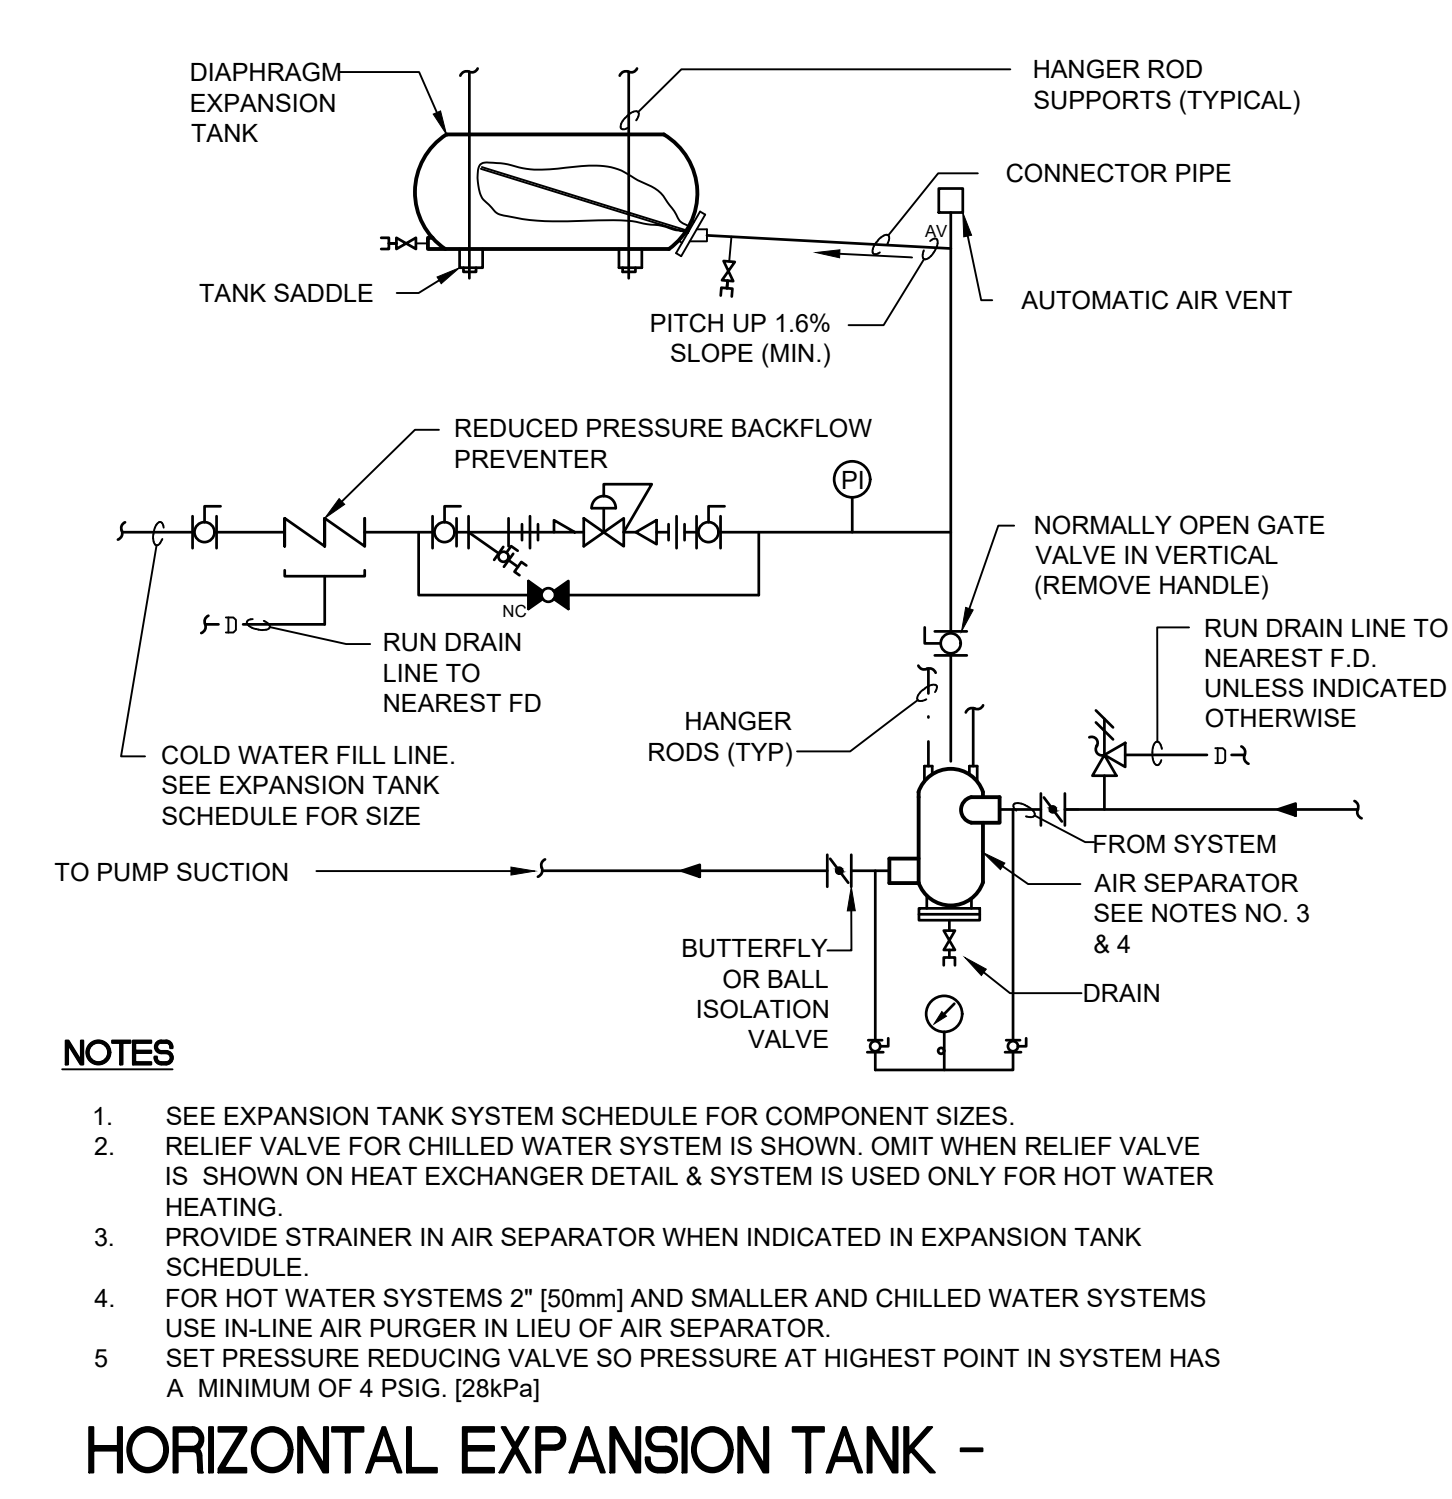 DIAPHRAGM
EXPANSION
TANK
HANGER ROD
SUPPORTS (TYPICAL)
CONNECTOR PIPE
AV
TANK SADDLE
AUTOMATIC AIR VENT
PITCH UP 1.6%
SLOPE (MIN.)
REDUCED PRESSURE BACKFLOW
PREVENTER
PI
NORMALLY OPEN GATE
VALVE IN VERTICAL
(REMOVE HANDLE)
NC
D
RUN DRAIN
LINE TO
NEAREST FD
RUN DRAIN LINE TO
NEAREST F.D.
UNLESS INDICATED
OTHERWISE
HANGER
RODS (TYP)
D
COLD WATER FILL LINE.
SEE EXPANSION TANK
SCHEDULE FOR SIZE
FROM SYSTEM
TO PUMP SUCTION
AIR SEPARATOR
SEE NOTES NO. 3
& 4
BUTTERFLY
OR BALL
ISOLATION
VALVE
DRAIN
NOTES
1. SEE EXPANSION TANK SYSTEM SCHEDULE FOR COMPONENT SIZES.
2. RELIEF VALVE FOR CHILLED WATER SYSTEM IS SHOWN. OMIT WHEN RELIEF VALVE
IS SHOWN ON HEAT EXCHANGER DETAIL & SYSTEM IS USED ONLY FOR HOT WATER
HEATING.
3. PROVIDE STRAINER IN AIR SEPARATOR WHEN INDICATED IN EXPANSION TANK
SCHEDULE.
4. FOR HOT WATER SYSTEMS 2" [50mm] AND SMALLER AND CHILLED WATER SYSTEMS
USE IN-LINE AIR PURGER IN LIEU OF AIR SEPARATOR.
5 SET PRESSURE REDUCING VALVE SO PRESSURE AT HIGHEST POINT IN SYSTEM HAS
A MINIMUM OF 4 PSIG. [28kPa]
HORIZONTAL EXPANSION TANK -